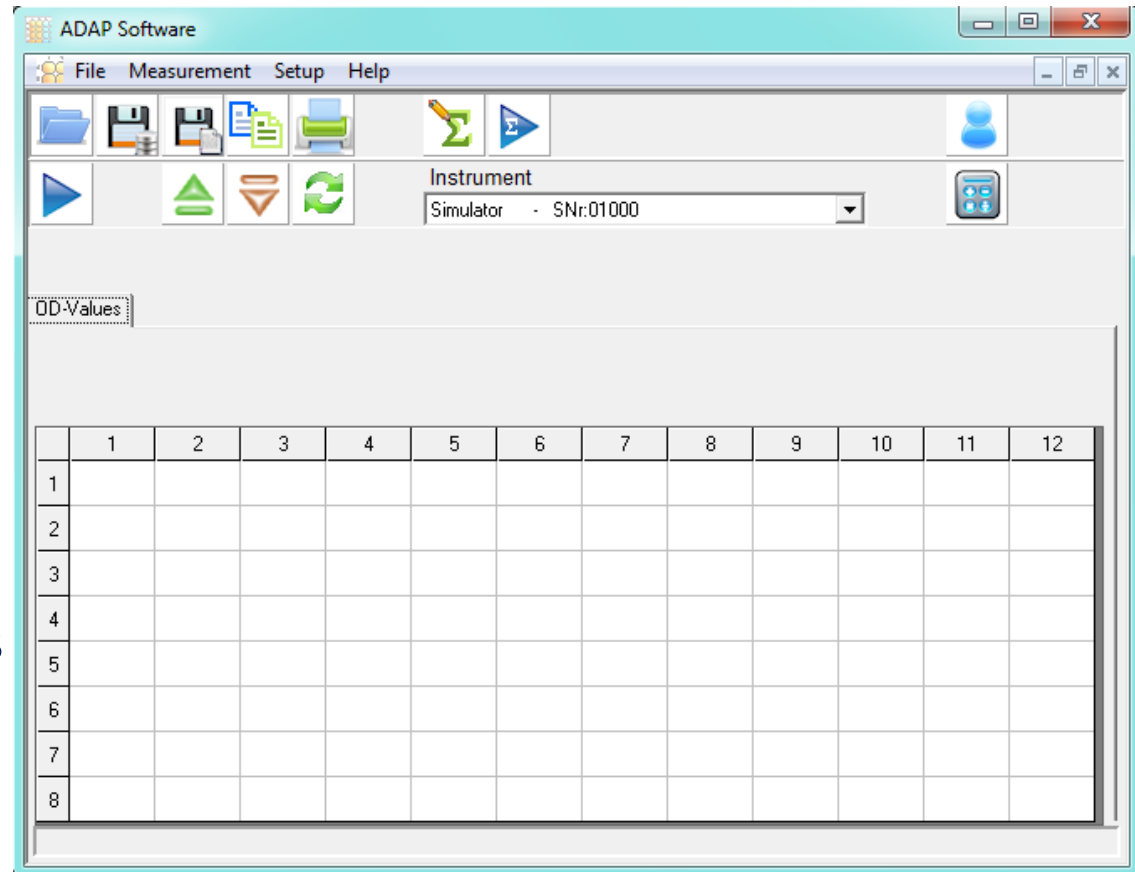 ADAP Software
File Measurement Setup Help
Instrument
Simulator - SNr:01000
OD-Values
1 2 3 4 5 6 7 8 9 10 11 12
1
2
3
4
5
6
7
8